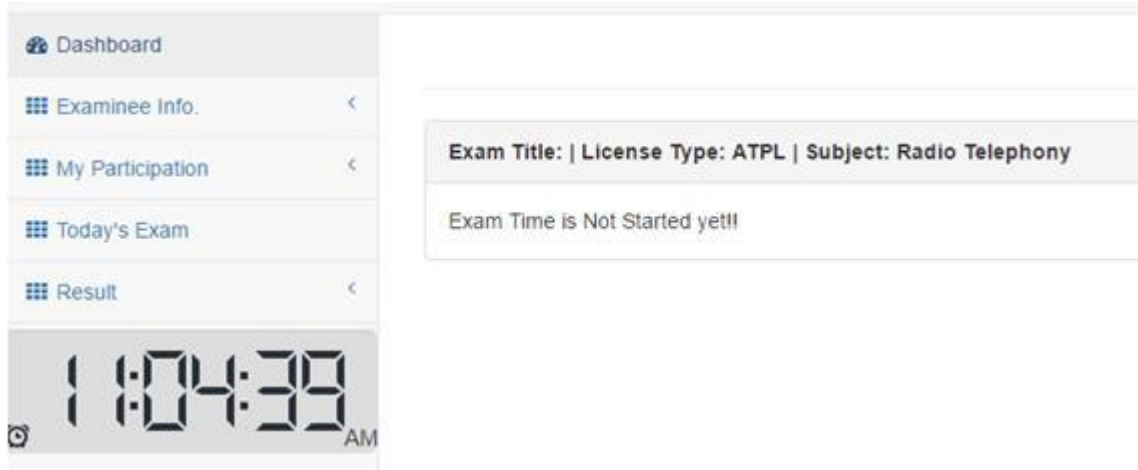 Dashboard
Examinee Info.
My Participation
Today's Exam
Result
11:04:39
AM
Exam Title: | License Type: ATPL | Subject: Radio Telephony
Exam Time is Not Started yet!!